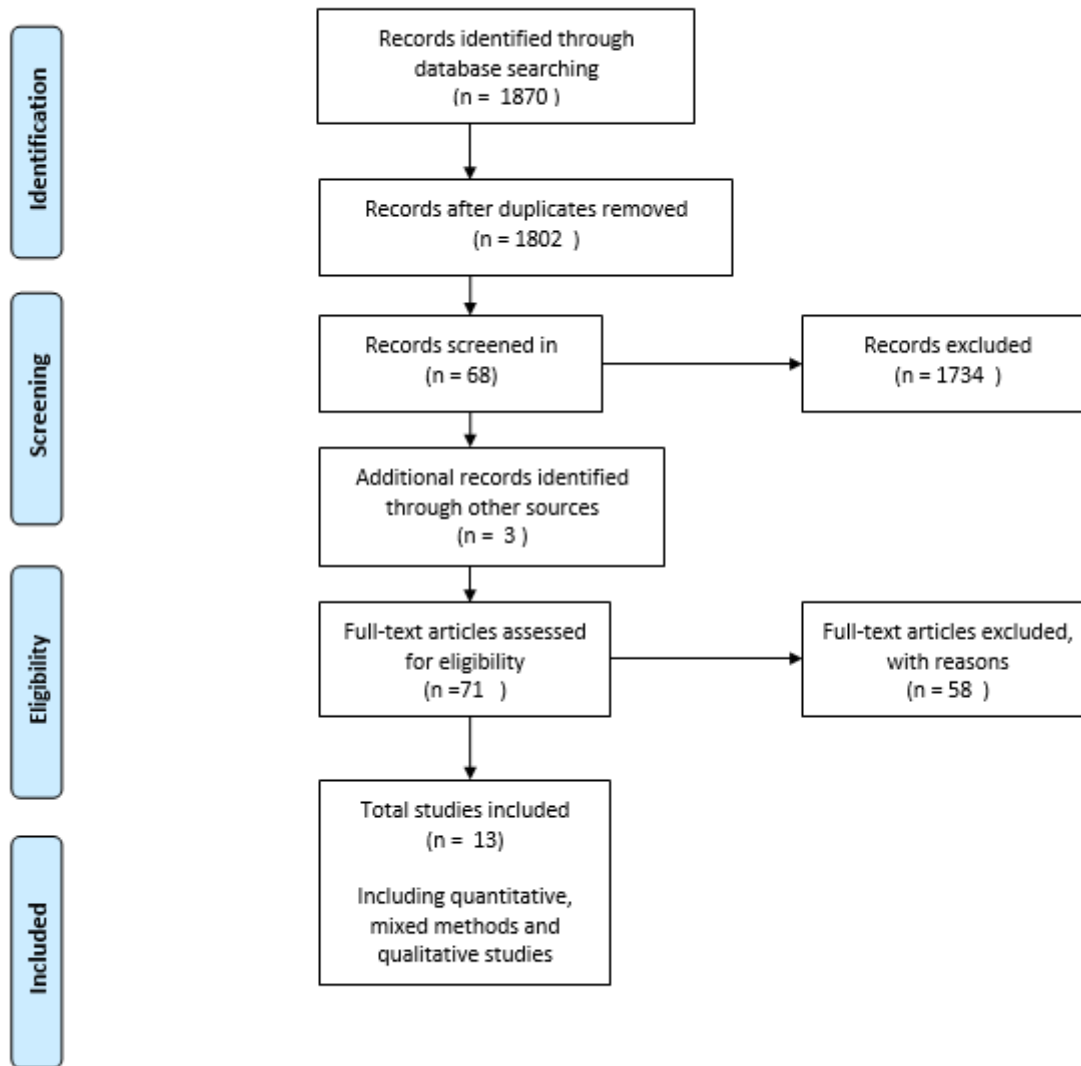 Identification
Records identified through
database searching
(n = 1870 )
Records after duplicates removed
(n = 1802 )
Screening
Records screened in
(n = 68)
Records excluded
(n = 1734 )
Additional records identified
through other sources
(n = 3 )
Eligibility
Full-text articles assessed
for eligibility
(n =71 )
Full-text articles excluded,
with reasons
(n = 58 )
Included
Total studies included
(n = 13)
Including quantitative,
mixed methods and
qualitative studies